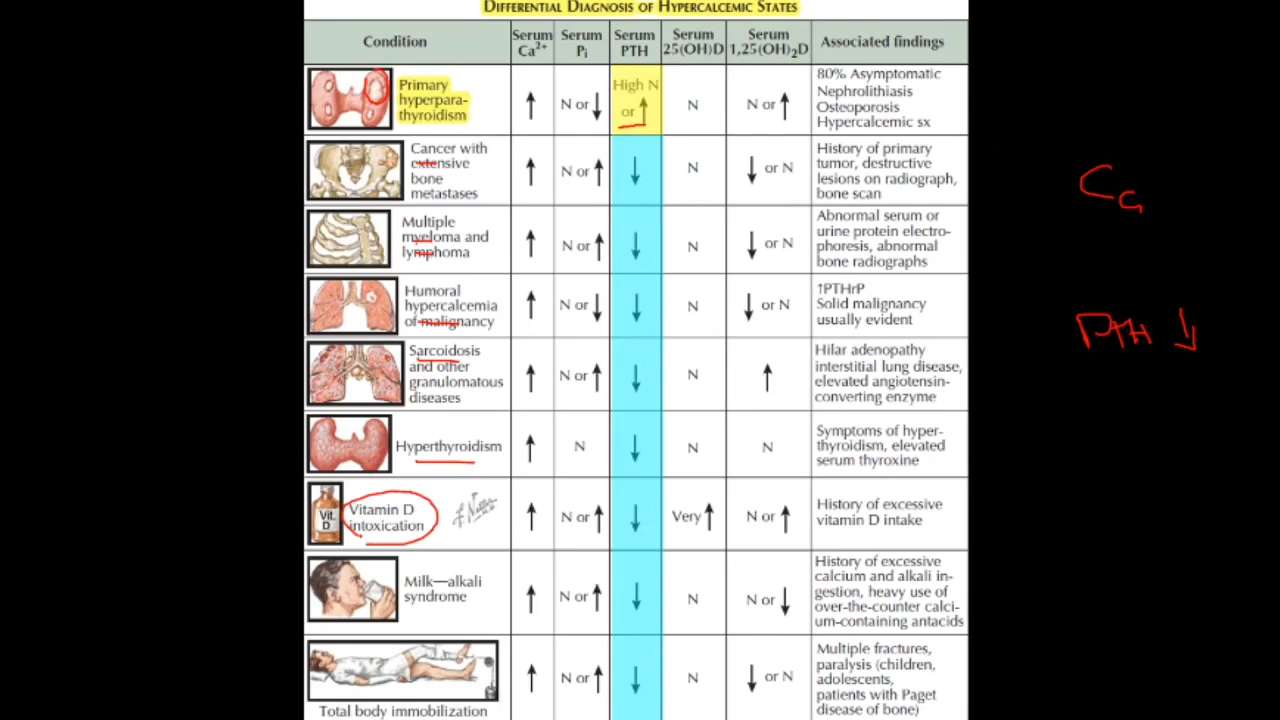 DIFFERENTIAL DIAGNOSIS OF HYPERCALCEMIC STATES
Condition
Serum
Ca²⁺
Serum
Pᵢ
Serum
PTH
Serum
25(OH)D
Serum
1,25(OH)₂D
Associated findings
Primary
hyperpara-
thyroidism
↑
N or ↓
High N
or ↑
N
N or ↑
80% Asymptomatic
Nephrolithiasis
Osteoporosis
Hypercalcemic sx
Cancer with
extensive
bone
metastases
↑
N or ↑
↓
N
↓ or N
History of primary
tumor, destructive
lesions on radiograph,
bone scan
Multiple
myeloma and
lymphoma
↑
N or ↑
↓
N
↓ or N
Abnormal serum or
urine protein electro-
phoresis, abnormal
bone radiographs
Humoral
hypercalcemia
of malignancy
↑
N or ↓
↓
N
↓ or N
↑PTHrP
Solid malignancy
usually evident
Sarcoidosis
and other
granulomatous
diseases
↑
N or ↑
↓
N
↑
Hilar adenopathy
interstitial lung disease,
elevated angiotensin-
converting enzyme
Hyperthyroidism
↑
N
↓
N
N
Symptoms of hyper-
thyroidism, elevated
serum thyroxine
Vit.
D
Vitamin D
intoxication
↑
N or ↑
↓
Very ↑
N or ↑
History of excessive
vitamin D intake
Milk—alkali
syndrome
↑
N or ↑
↓
N
N or ↓
History of excessive
calcium and alkali in-
gestion, heavy use of
over-the-counter calci-
um-containing antacids
Total body immobilization
↑
N or ↑
↓
N
↓ or N
Multiple fractures,
paralysis (children,
adolescents,
patients with Paget
disease of bone)
Ca
PTH ↓